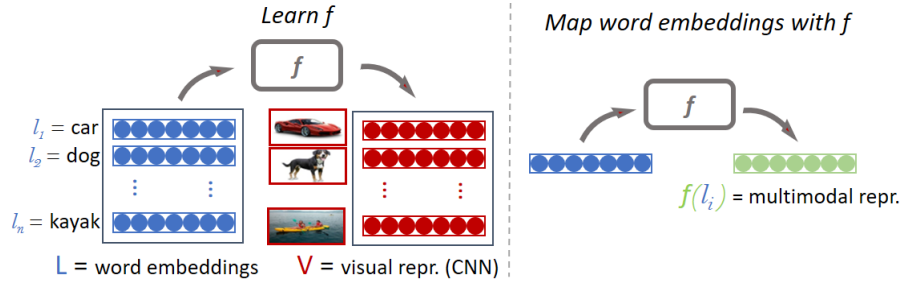 Learn f
f
l1 = car
l2 = dog
ln = kayak
L = word embeddings
V = visual repr. (CNN)
Map word embeddings with f
f
f(li) = multimodal repr.